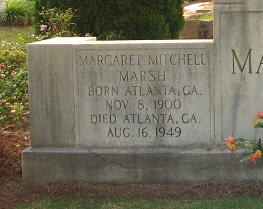 MARGARET MITCHELL
MARSH
BORN ATLANTA, GA.
NOV. 8, 1900
DIED ATLANTA, GA.
AUG. 16, 1949
MA